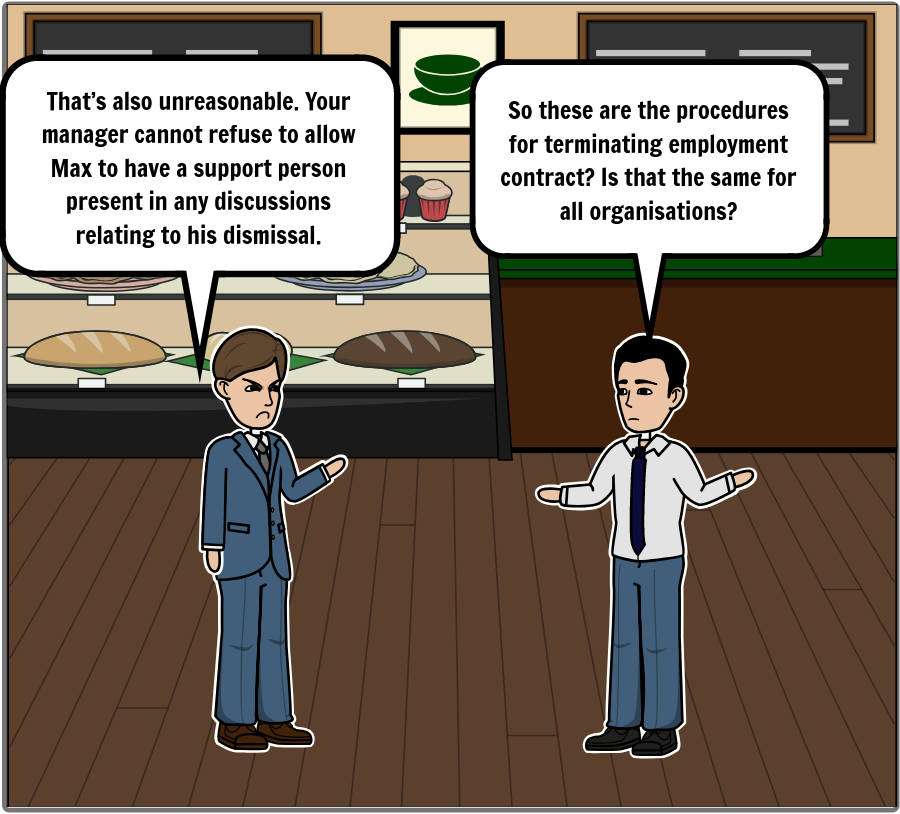 That's also unreasonable. Your
manager cannot refuse to allow
Max to have a support person
present in any discussions
relating to his dismissal.
So these are the procedures
for terminating employment
contract? Is that the same for
all organisations?